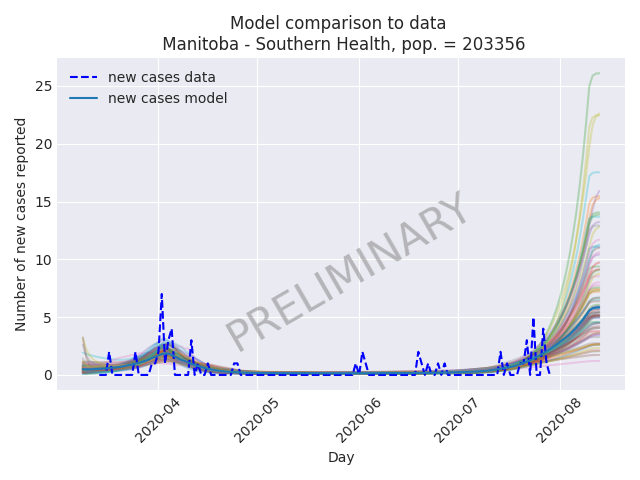 Model comparison to data
Manitoba - Southern Health, pop. = 203356
new cases data
new cases model
PRELIMINARY
Number of new cases reported
25
20
15
10
5
0
2020-04
2020-05
2020-06
2020-07
2020-08
Day